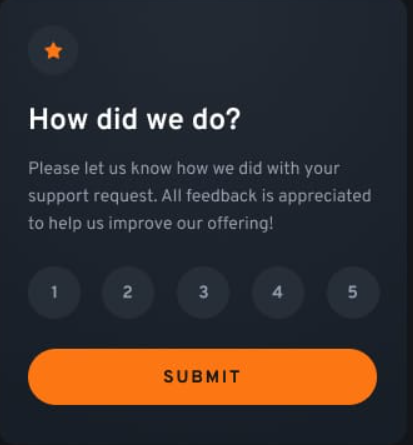 How did we do?
Please let us know how we did with your
support request. All feedback is appreciated
to help us improve our offering!
1 2 3 4 5
SUBMIT